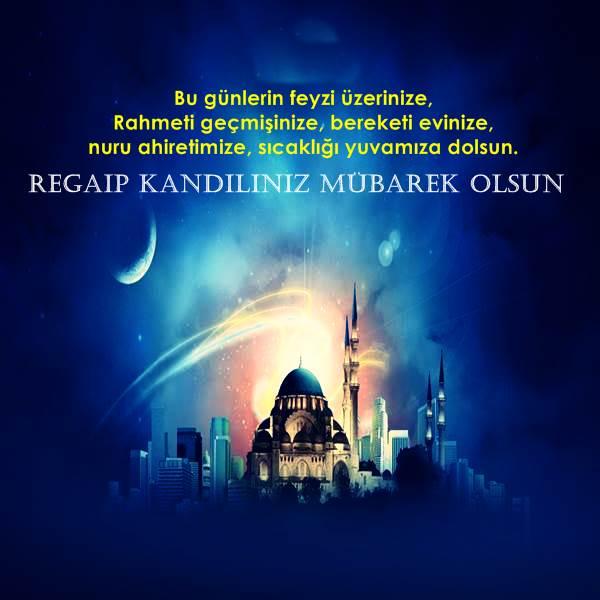 Bu günlerin feyzi üzerinize,
Rahmeti geçmişinize, bereketi evinize,
nuru ahiretimize, sıcaklığı yuvamıza dolsun.
REGAIP KANDILINIZ MÜBAREK OLSUN